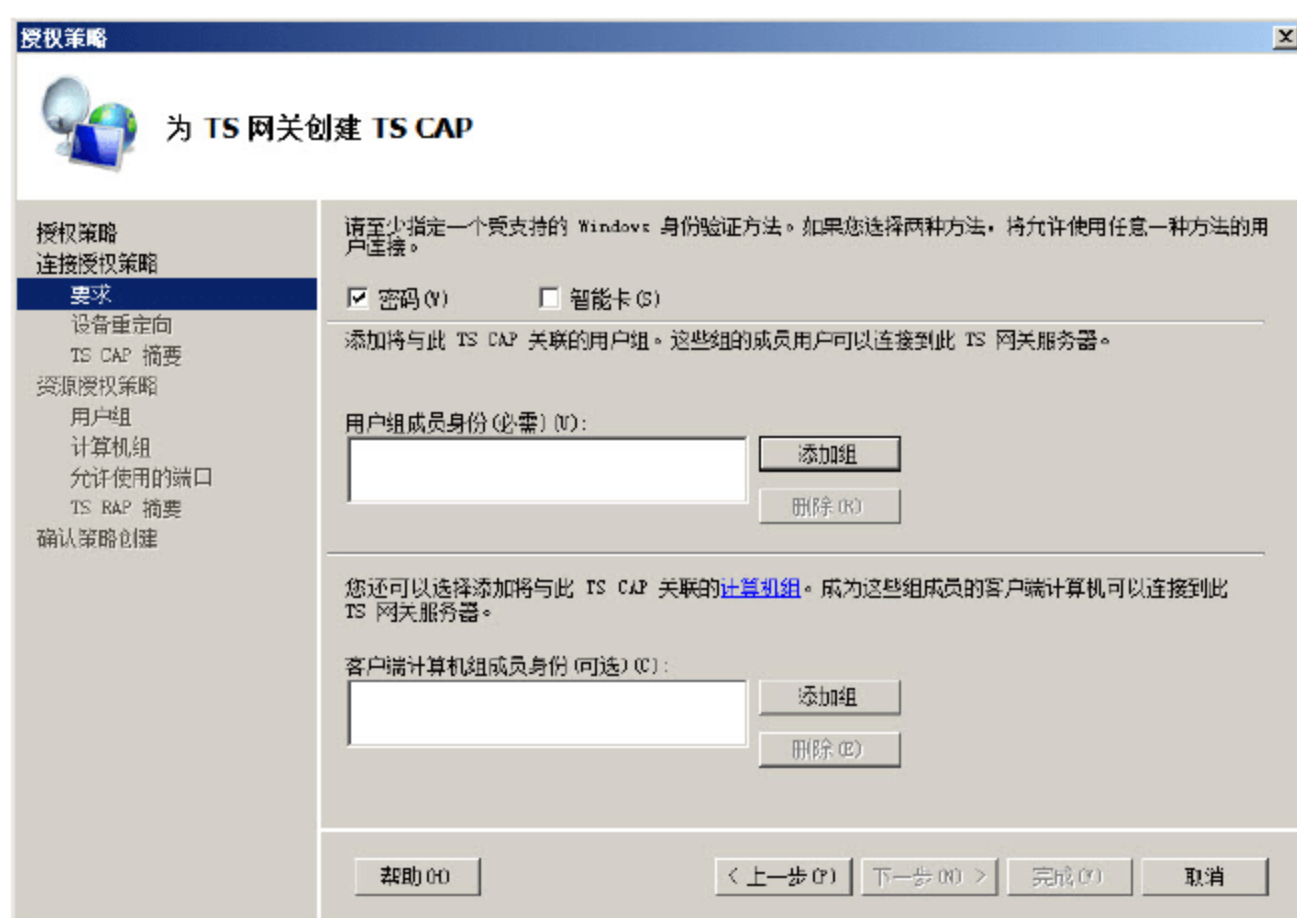 授权策略
为 TS 网关创建 TS CAP
授权策略
连接授权策略
要求
设备重定向
TS CAP 摘要
资源授权策略
用户组
计算机组
允许使用的端口
TS RAP 摘要
确认策略创建
请至少指定一个受支持的 Windows 身份验证方法。如果您选择两种方法，将允许使用任意一种方法的用
户连接。
密码(W) 智能卡(S)
添加将与此 TS CAP 关联的用户组。这些组的成员用户可以连接到此 TS 网关服务器。
用户组成员身份(必需)(U):
添加组
删除(R)
您还可以选择添加将与此 TS CAP 关联的计算机组。成为这些组成员的客户端计算机可以连接到此
TS 网关服务器。
客户端计算机组成员身份(可选)(C):
添加组
删除(E)
帮助(H) < 上一步(P) 下一步(N) > 完成(Y) 取消